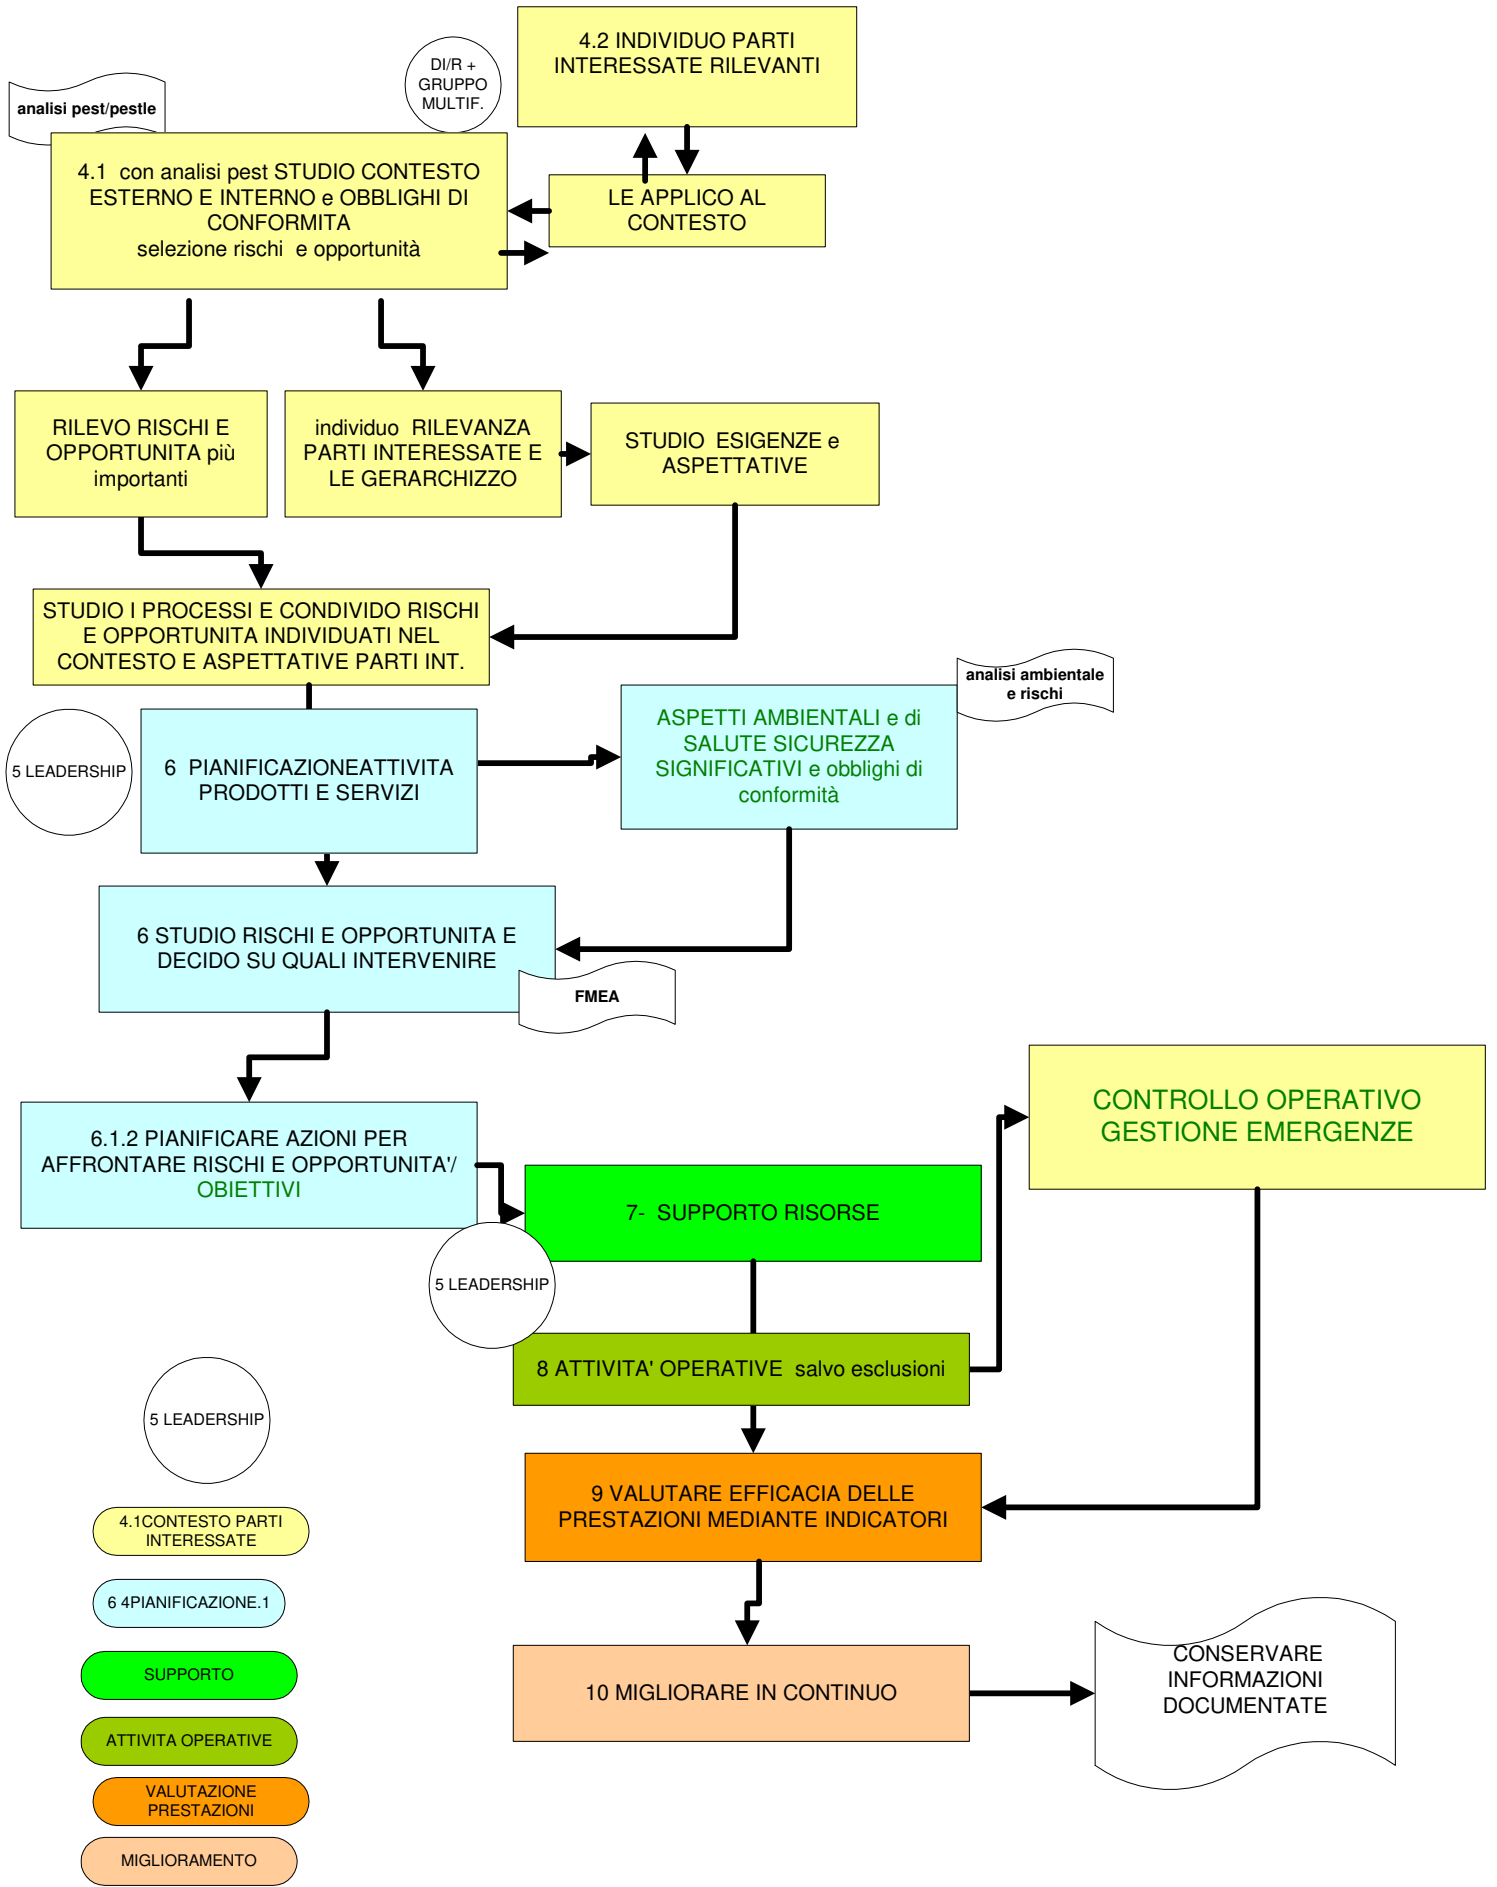 4.2 INDIVIDUO PARTI
INTERESSATE RILEVANTI
DI/R +
GRUPPO
MULTIF.
analisi pest/pestle
4.1 con analisi pest STUDIO CONTESTO
ESTERNO E INTERNO e OBBLIGHI DI
CONFORMITA
selezione rischi e opportunità
LE APPLICO AL
CONTESTO
RILEVO RISCHI E
OPPORTUNITA più
importanti
individuo RILEVANZA
PARTI INTERESSATE E
LE GERARCHIZZO
STUDIO ESIGENZE e
ASPETTATIVE
STUDIO I PROCESSI E CONDIVIDO RISCHI
E OPPORTUNITA INDIVIDUATI NEL
CONTESTO E ASPETTATIVE PARTI INT.
analisi ambientale
e rischi
5 LEADERSHIP
6 PIANIFICAZIONEATTIVITA
PRODOTTI E SERVIZI
ASPETTI AMBIENTALI e di
SALUTE SICUREZZA
SIGNIFICATIVI e obblighi di
conformità
6 STUDIO RISCHI E OPPORTUNITA E
DECIDO SU QUALI INTERVENIRE
FMEA
6.1.2 PIANIFICARE AZIONI PER
AFFRONTARE RISCHI E OPPORTUNITA'/
OBIETTIVI
CONTROLLO OPERATIVO
GESTIONE EMERGENZE
7- SUPPORTO RISORSE
5 LEADERSHIP
8 ATTIVITA' OPERATIVE salvo esclusioni
5 LEADERSHIP
9 VALUTARE EFFICACIA DELLE
PRESTAZIONI MEDIANTE INDICATORI
4.1CONTESTO PARTI
INTERESSATE
6 4PIANIFICAZIONE.1
SUPPORTO
ATTIVITA OPERATIVE
VALUTAZIONE
PRESTAZIONI
MIGLIORAMENTO
10 MIGLIORARE IN CONTINUO
CONSERVARE
INFORMAZIONI
DOCUMENTATE